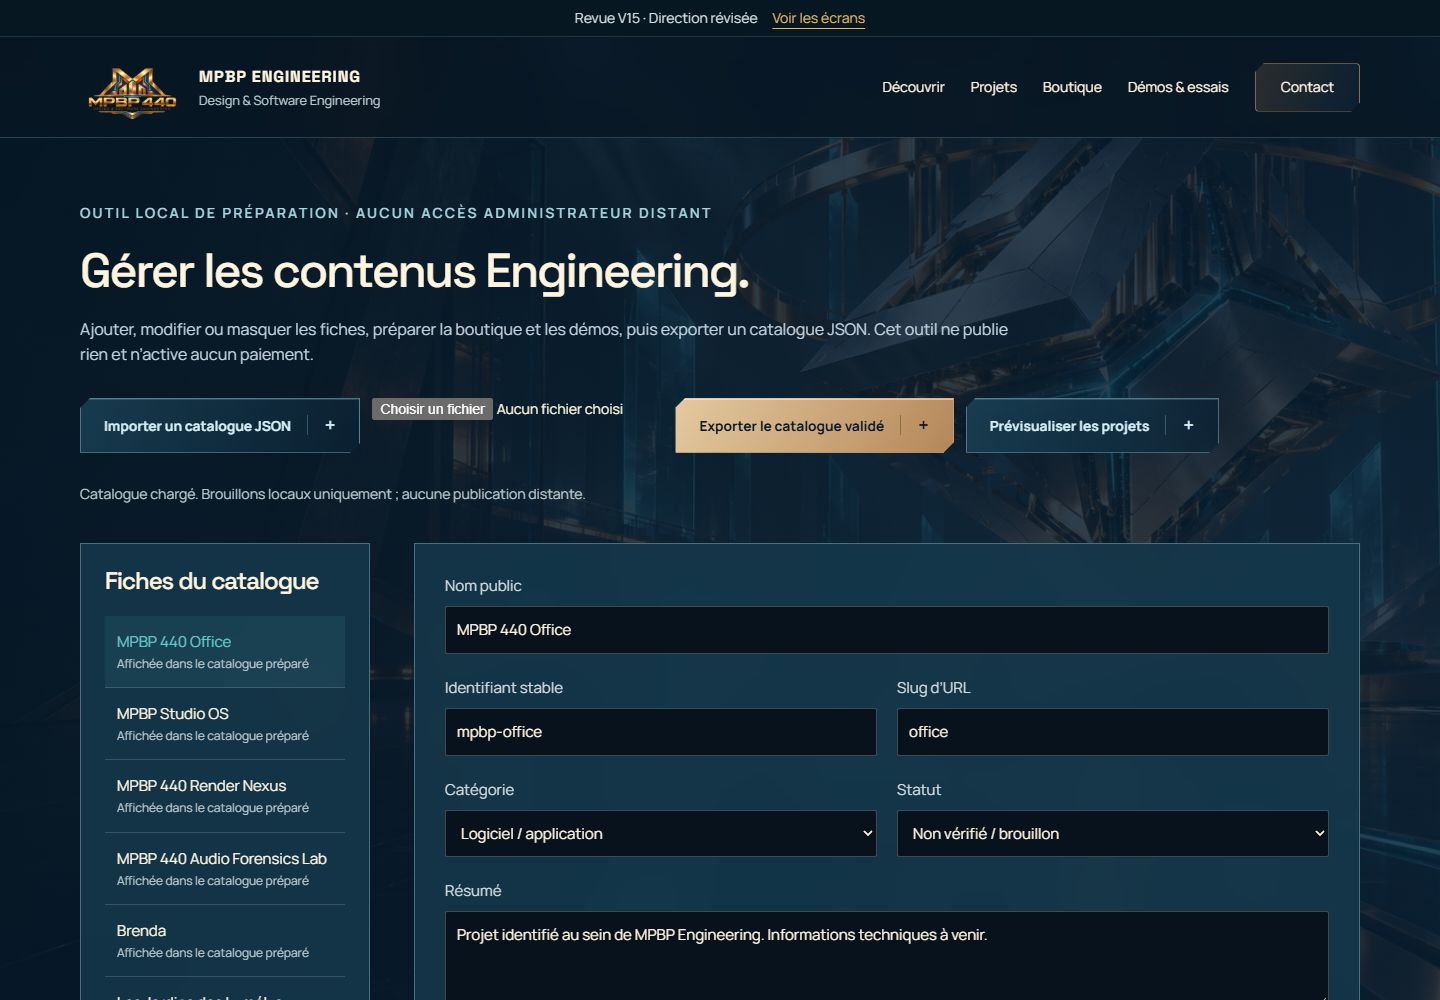 Revue V15 · Direction révisée Voir les écrans
MPBP 440
MPBP ENGINEERING
Design & Software Engineering
Découvrir Projets Boutique Démos & essais Contact
OUTIL LOCAL DE PRÉPARATION · AUCUN ACCÈS ADMINISTRATEUR DISTANT
Gérer les contenus Engineering.
Ajouter, modifier ou masquer les fiches, préparer la boutique et les démos, puis exporter un catalogue JSON. Cet outil ne publie
rien et n’active aucun paiement.
Importer un catalogue JSON +
Choisir un fichier Aucun fichier choisi
Exporter le catalogue validé +
Prévisualiser les projets +
Catalogue chargé. Brouillons locaux uniquement ; aucune publication distante.
Fiches du catalogue
MPBP 440 Office
Affichée dans le catalogue préparé
MPBP Studio OS
Affichée dans le catalogue préparé
MPBP 440 Render Nexus
Affichée dans le catalogue préparé
MPBP 440 Audio Forensics Lab
Affichée dans le catalogue préparé
Brenda
Affichée dans le catalogue préparé
Nom public
MPBP 440 Office
Identifiant stable
mpbp-office
Slug d’URL
office
Catégorie
Logiciel / application
Statut
Non vérifié / brouillon
Résumé
Projet identifié au sein de MPBP Engineering. Informations techniques à venir.